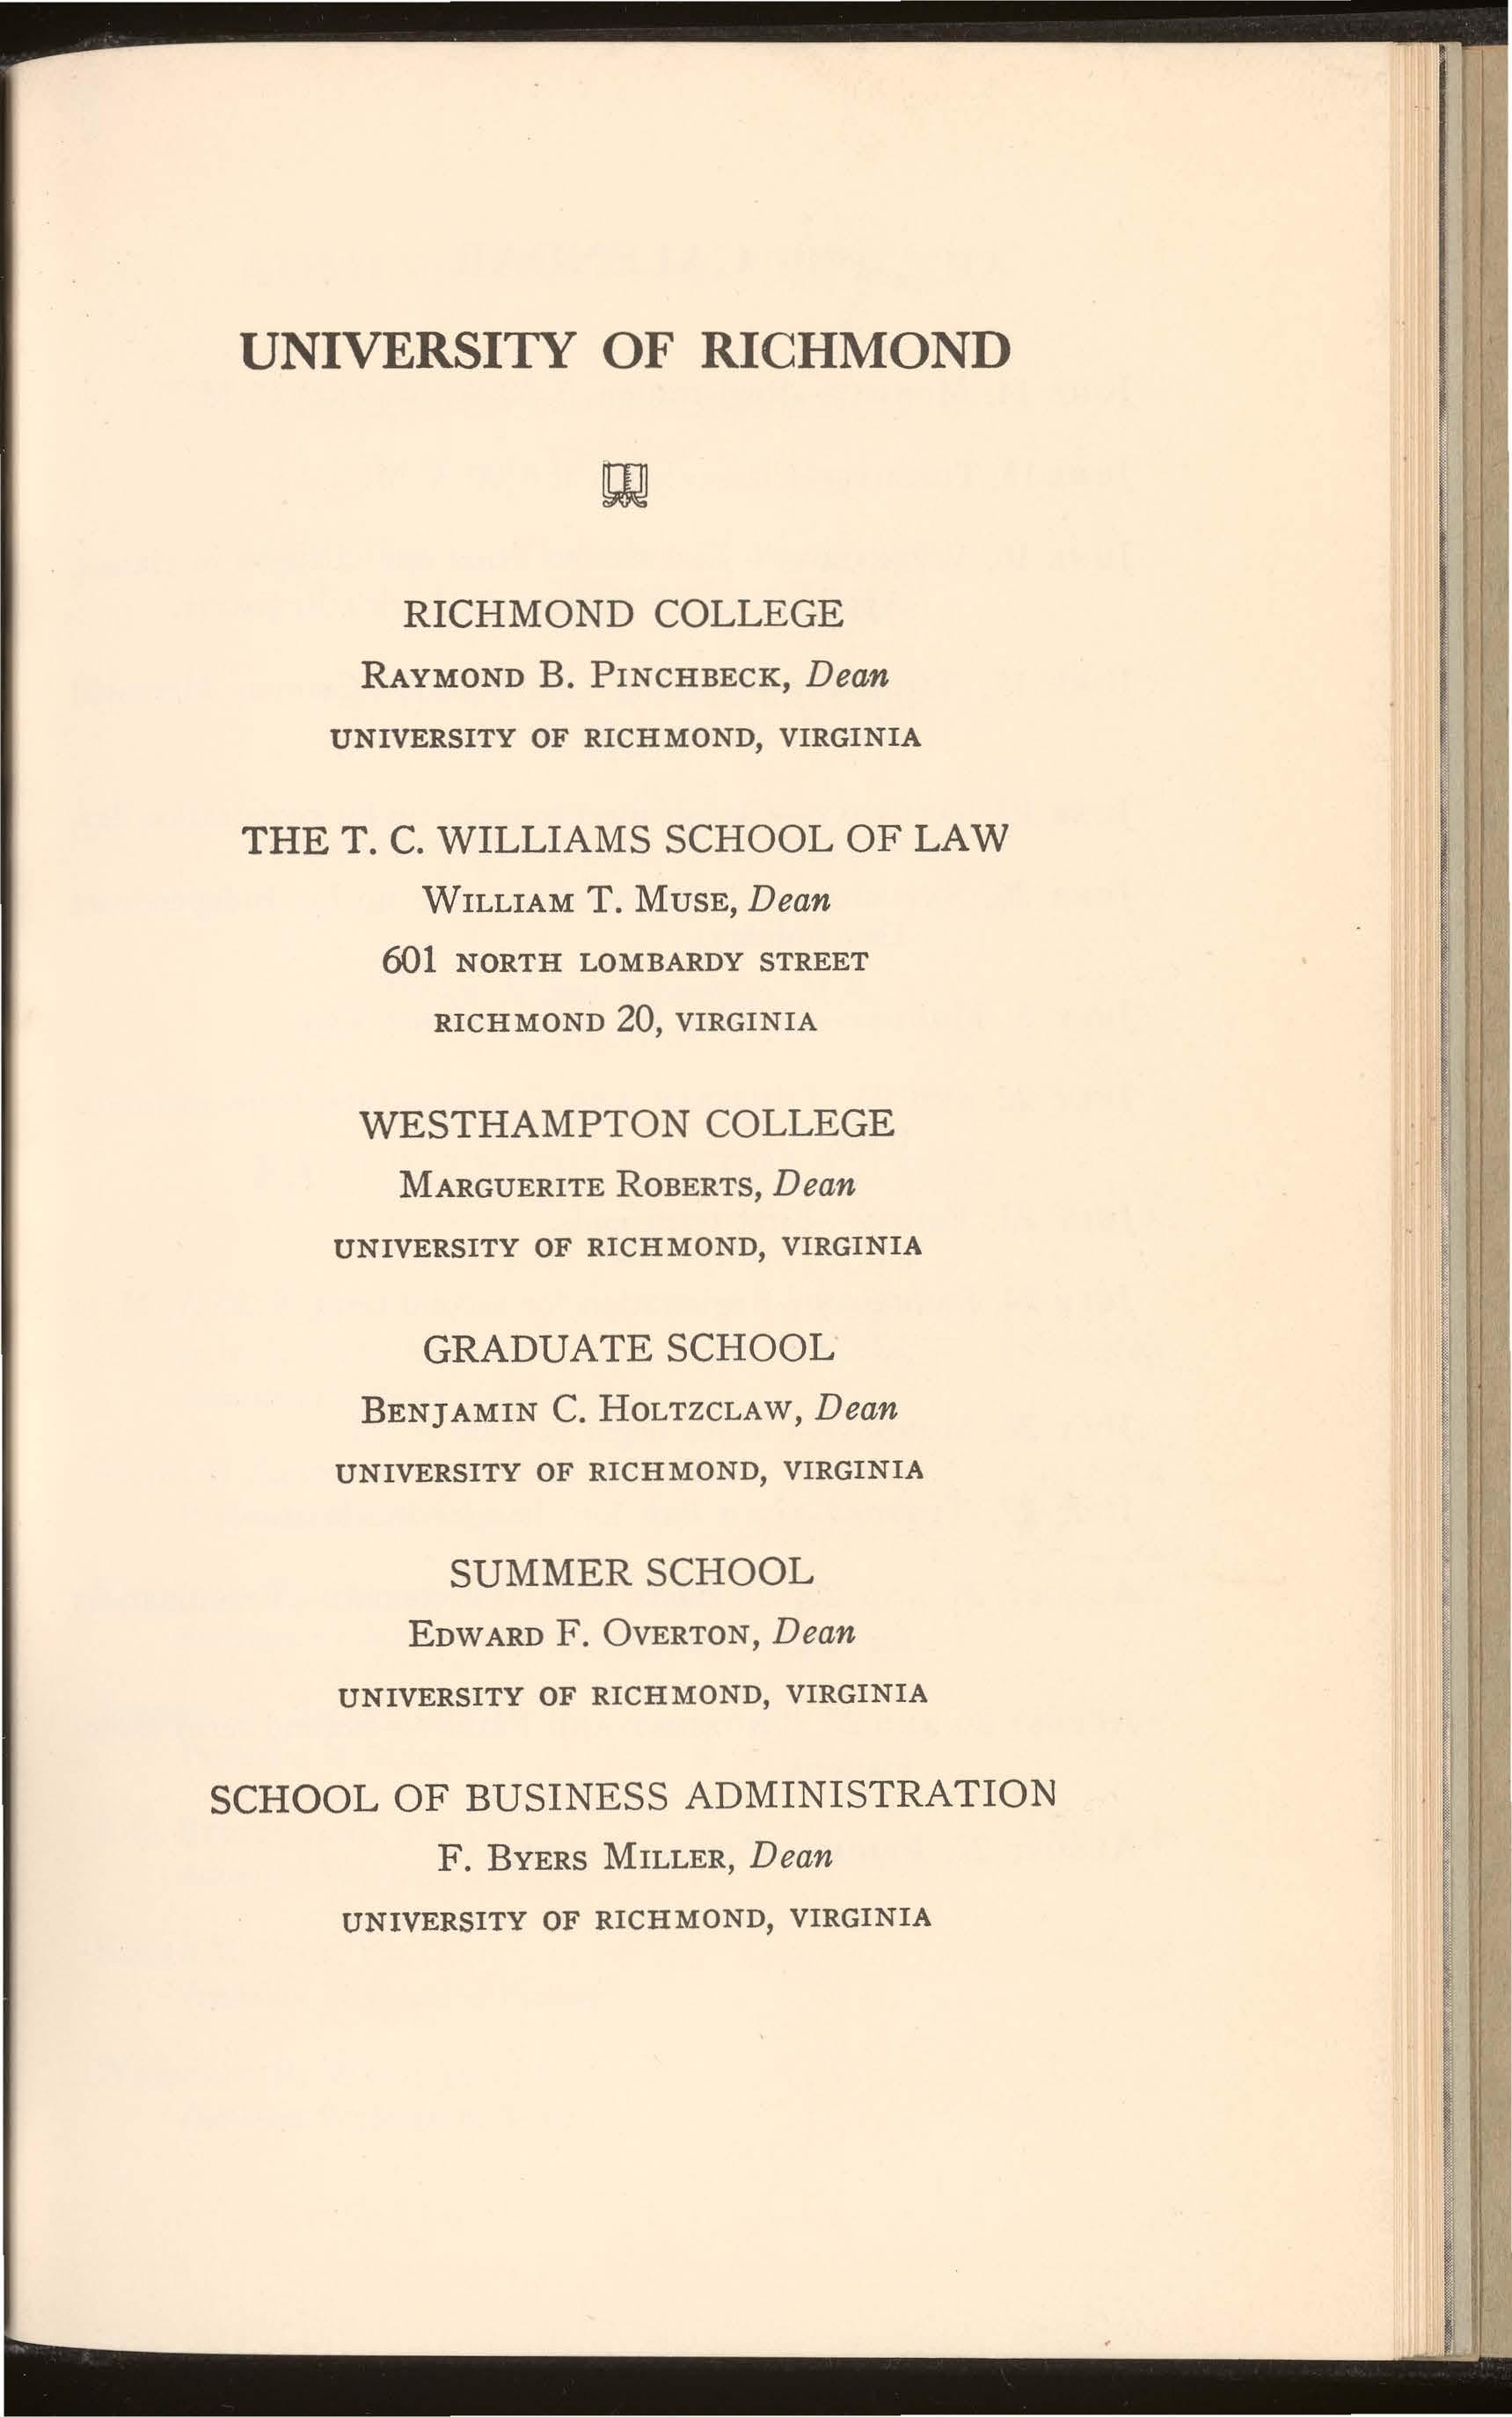 UNIVERSITY OF RICHMOND
RICHMOND COLLEGE
RAYMOND B. PINCHBECK, Dean
UNIVERSITY OF RICHMOND, VIRGINIA
THE T. C. WILLIAMS SCHOOL OF LAW
WILLIAM T. MUSE, Dean
601 NORTH LOMBARDY STREET
RICHMOND 20, VIRGINIA
WESTHAMPTON COLLEGE
MARGUERITE ROBERTS, Dean
UNIVERSITY OF RICHMOND, VIRGINIA
GRADUATE SCHOOL
BENJAMIN C. HOLTZCLAW, Dean
UNIVERSITY OF RICHMOND, VIRGINIA
SUMMER SCHOOL
EDWARD F. OVERTON, Dean
UNIVERSITY OF RICHMOND, VIRGINIA
SCHOOL OF BUSINESS ADMINISTRATION
F. BYERS MILLER, Dean
UNIVERSITY OF RICHMOND, VIRGINIA